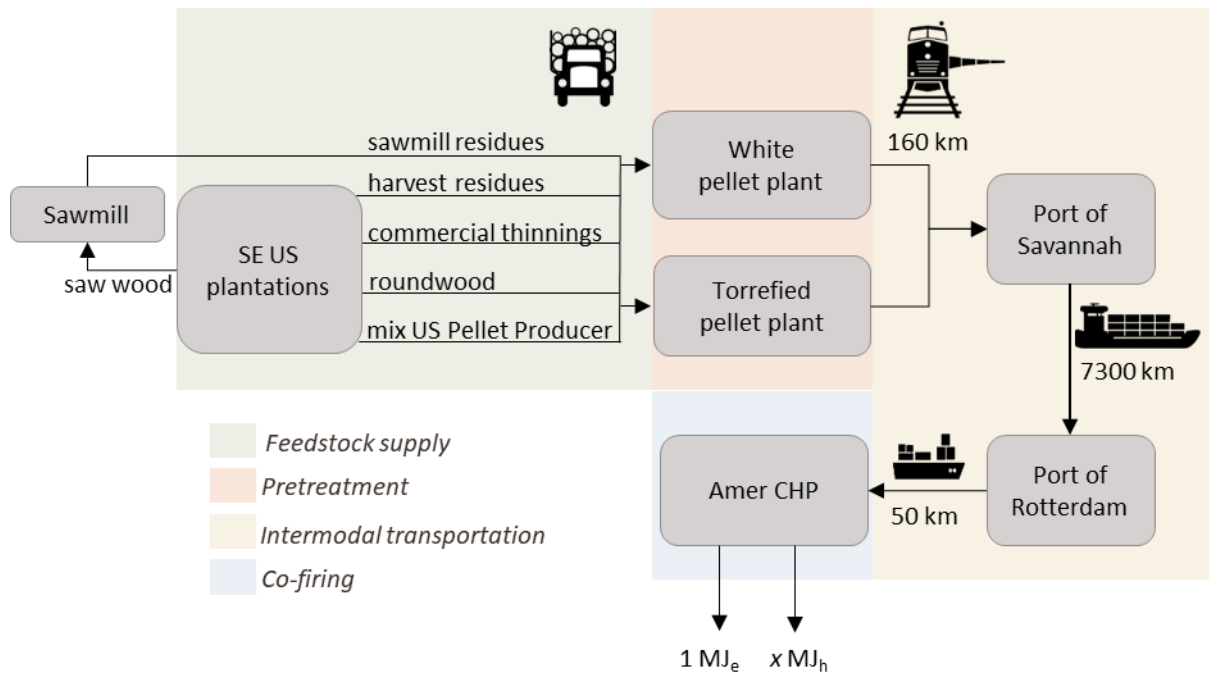 sawmill residues
160 km
White
pellet plant
harvest residues
Sawmill
Port of
Savannah
commercial thinnings
SE US
plantations
saw wood
roundwood
Torrefied
pellet plant
mix US Pellet Producer
7300 km
Feedstock supply
Pretreatment
Intermodal transportation
Co-firing
Amer CHP
50 km
Port of
Rotterdam
1 MJe
x MJh